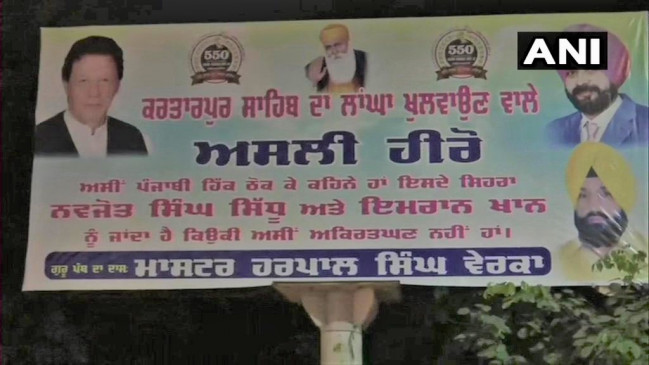 ANI
550
550
ਕਰਤਾਰਪੁਰ ਸਾਹਿਬ ਦਾ ਲਾਂਘਾ ਖੁਲਵਾਉਣ ਵਾਲੇ
ਅਸਲੀ ਹੀਰੋ
ਅਸੀਂ ਪੰਜਾਬੀ ਹਿੱਕ ਠੋਕ ਕੇ ਕਹਿਨੇ ਹਾਂ ਇਸਦੇ ਸਿਹਰਾ
ਨਵਜੋਤ ਸਿੰਘ ਸਿੱਧੂ ਅਤੇ ਇਮਰਾਨ ਖਾਨ
ਨੂੰ ਜਾਂਦਾ ਹੈ ਕਿਉਕੀ ਅਸੀਂ ਅਕਿਰਤਘਣ ਨਹੀਂ ਹਾਂ।
ਗੁਰੂ ਪੰਥ ਦਾ ਦਾਸ: ਮਾਸਟਰ ਹਰਪਾਲ ਸਿੰਘ ਵੇਰਕਾ